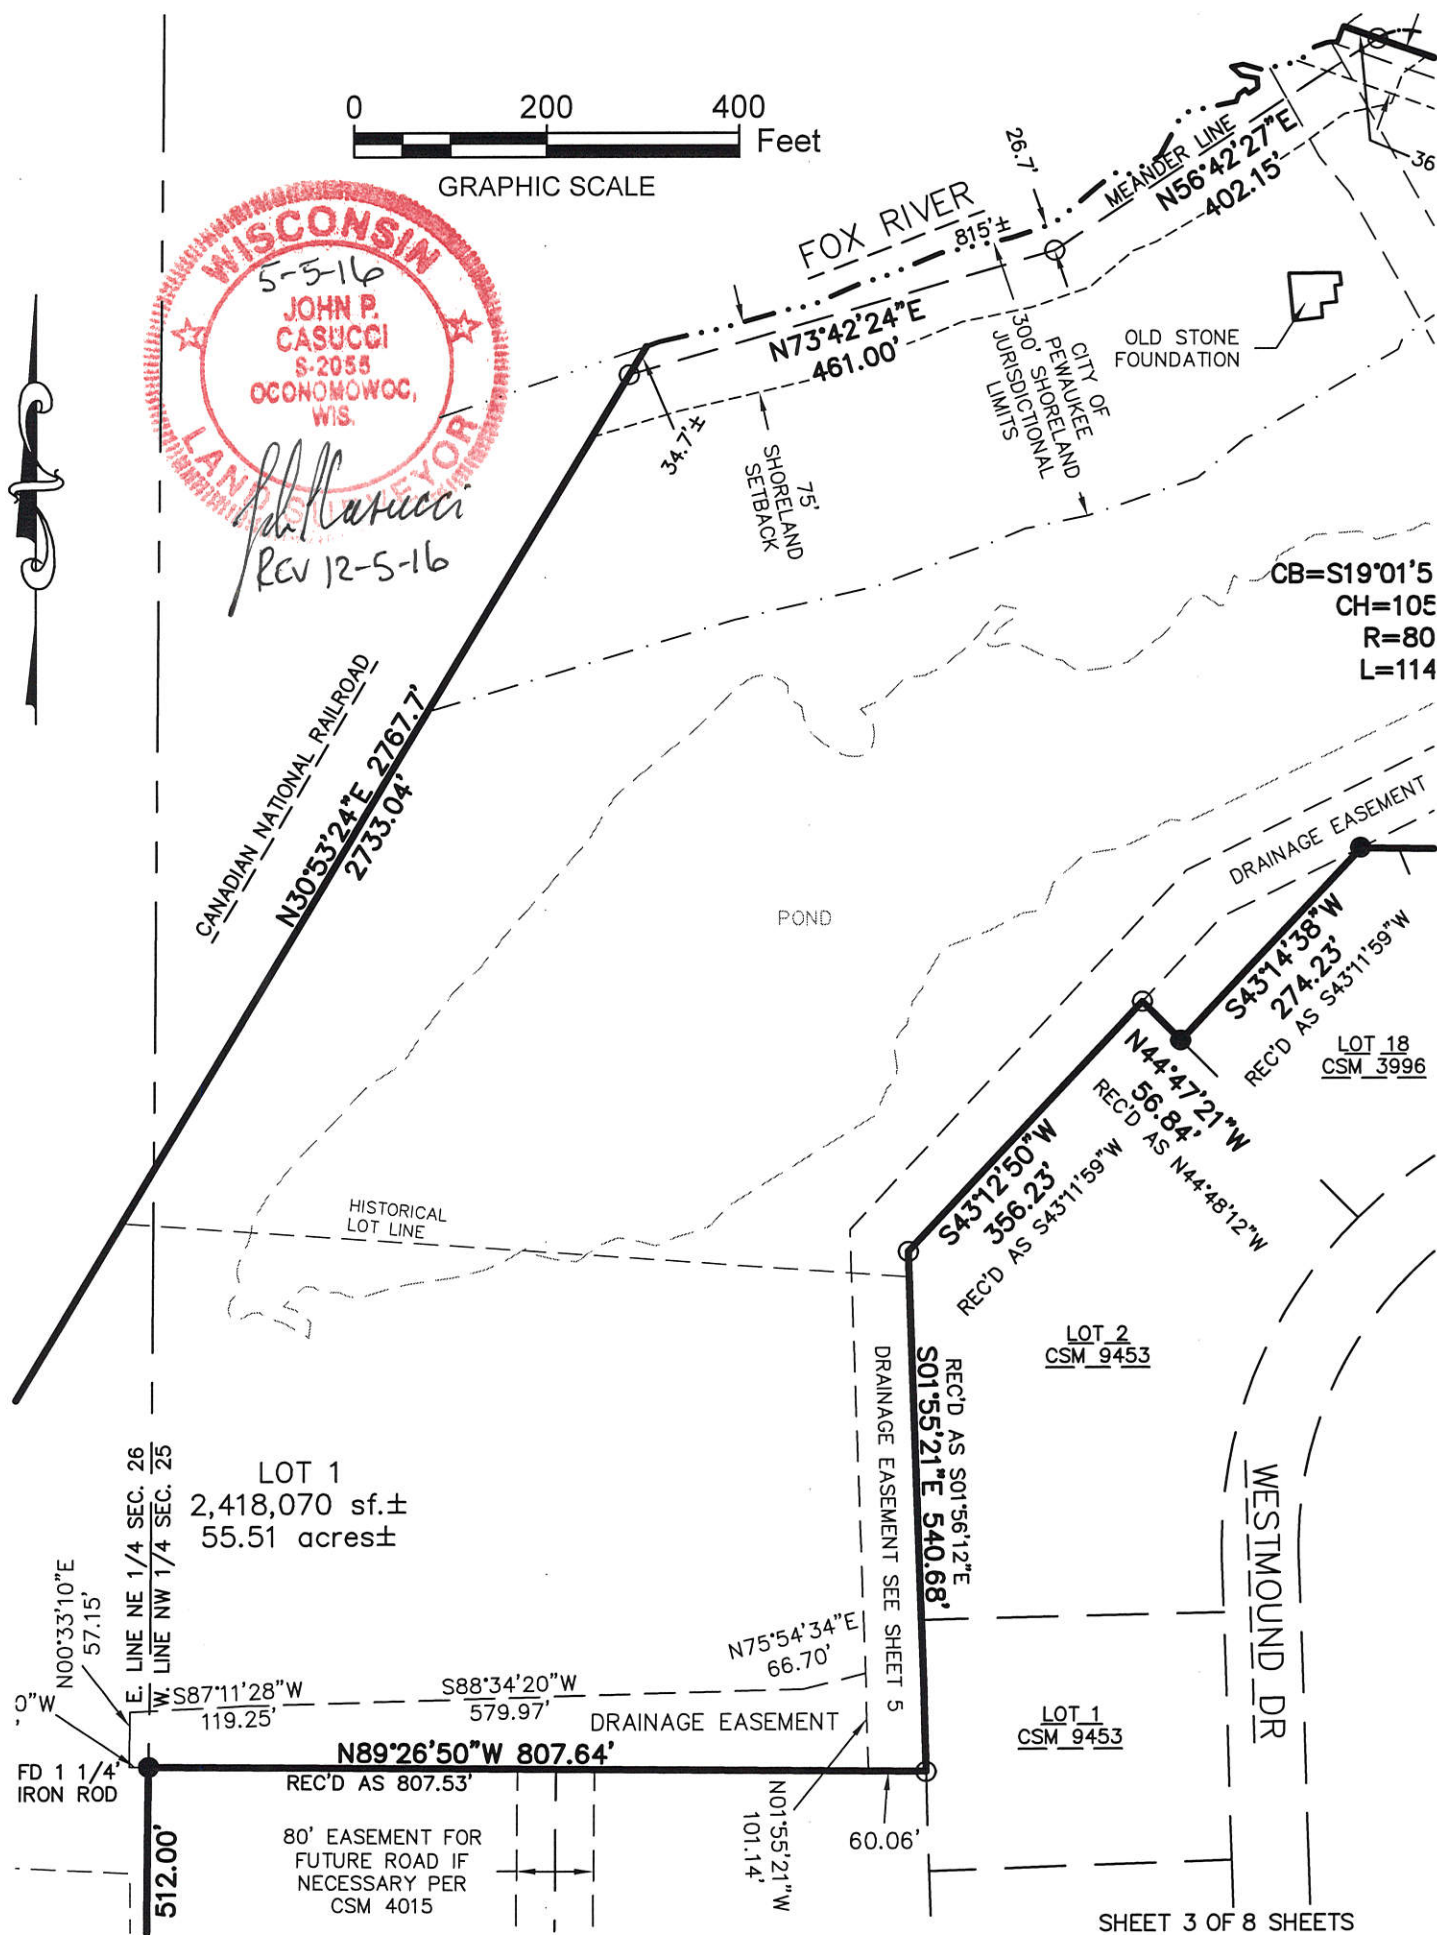 0 200 400
Feet
GRAPHIC SCALE
WISCONSIN
5-5-16
JOHN P.
CASUCCI
S-2055
OCONOMOWOC,
WIS.
LAND SURVEYOR
REV 12-5-16
FOX RIVER
815'±
26.7'
MEANDER LINE
N56°42'27"E
402.15'
36
N73°42'24"E
461.00'
34.7'±
75'
SHORELAND
SETBACK
CITY OF
PEWAUKEE
300' SHORELAND
JURISDICTIONAL
LIMITS
OLD STONE
FOUNDATION
CB=S19°01'5
CH=105
R=80
L=114
CANADIAN NATIONAL RAILROAD
N30°53'24"E 2767.7'
2733.04'
POND
DRAINAGE EASEMENT
S43°14'38"W
274.23'
REC'D AS S43°11'59"W
LOT 18
CSM 3996
N44°47'21"W
56.84'
REC'D AS N44°48'12"W
S43°12'50"W
356.23'
REC'D AS S43°11'59"W
HISTORICAL
LOT LINE
LOT 2
CSM 9453
REC'D AS S01°56'12"E
S01°55'21"E 540.68'
DRAINAGE EASEMENT SEE SHEET 5
WESTMOUND DR
E. LINE NE 1/4 SEC. 26
W. LINE NW 1/4 SEC. 25
LOT 1
2,418,070 sf.±
55.51 acres±
N00°33'10"E
57.15'
0"W
'
S87°11'28"W
119.25'
S88°34'20"W
579.97'
N75°54'34"E
66.70'
DRAINAGE EASEMENT
LOT 1
CSM 9453
FD 1 1/4'
IRON ROD
N89°26'50"W 807.64'
REC'D AS 807.53'
512.00'
80' EASEMENT FOR
FUTURE ROAD IF
NECESSARY PER
CSM 4015
N01°55'21"W
101.14'
60.06'
SHEET 3 OF 8 SHEETS